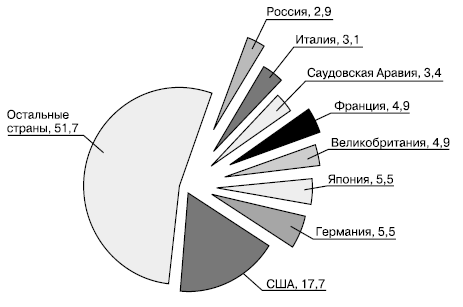 Россия, 2,9
Италия, 3,1
Саудовская Аравия, 3,4
Франция, 4,9
Великобритания, 4,9
Япония, 5,5
Германия, 5,5
США, 17,7
Остальные
страны, 51,7